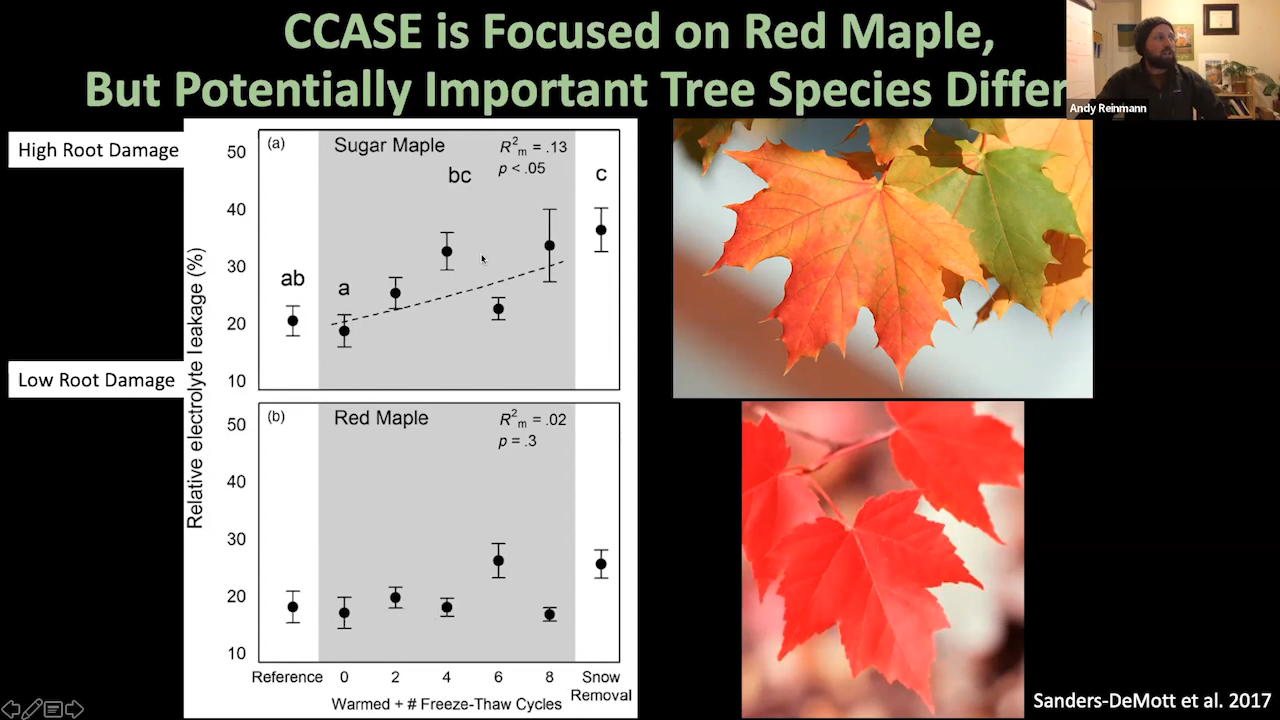 CCASE is Focused on Red Maple,
But Potentially Important Tree Species Differ
Andy Reinmann
High Root Damage
Low Root Damage
Relative electrolyte leakage (%)
(a)
Sugar Maple
R²m = .13
p < .05
50
40
30
20
10
ab
a
bc
c
(b)
Red Maple
R²m = .02
p = .3
50
40
30
20
10
Reference 0 2 4 6 8 Snow Removal
Warmed + # Freeze-Thaw Cycles
Sanders-DeMott et al. 2017